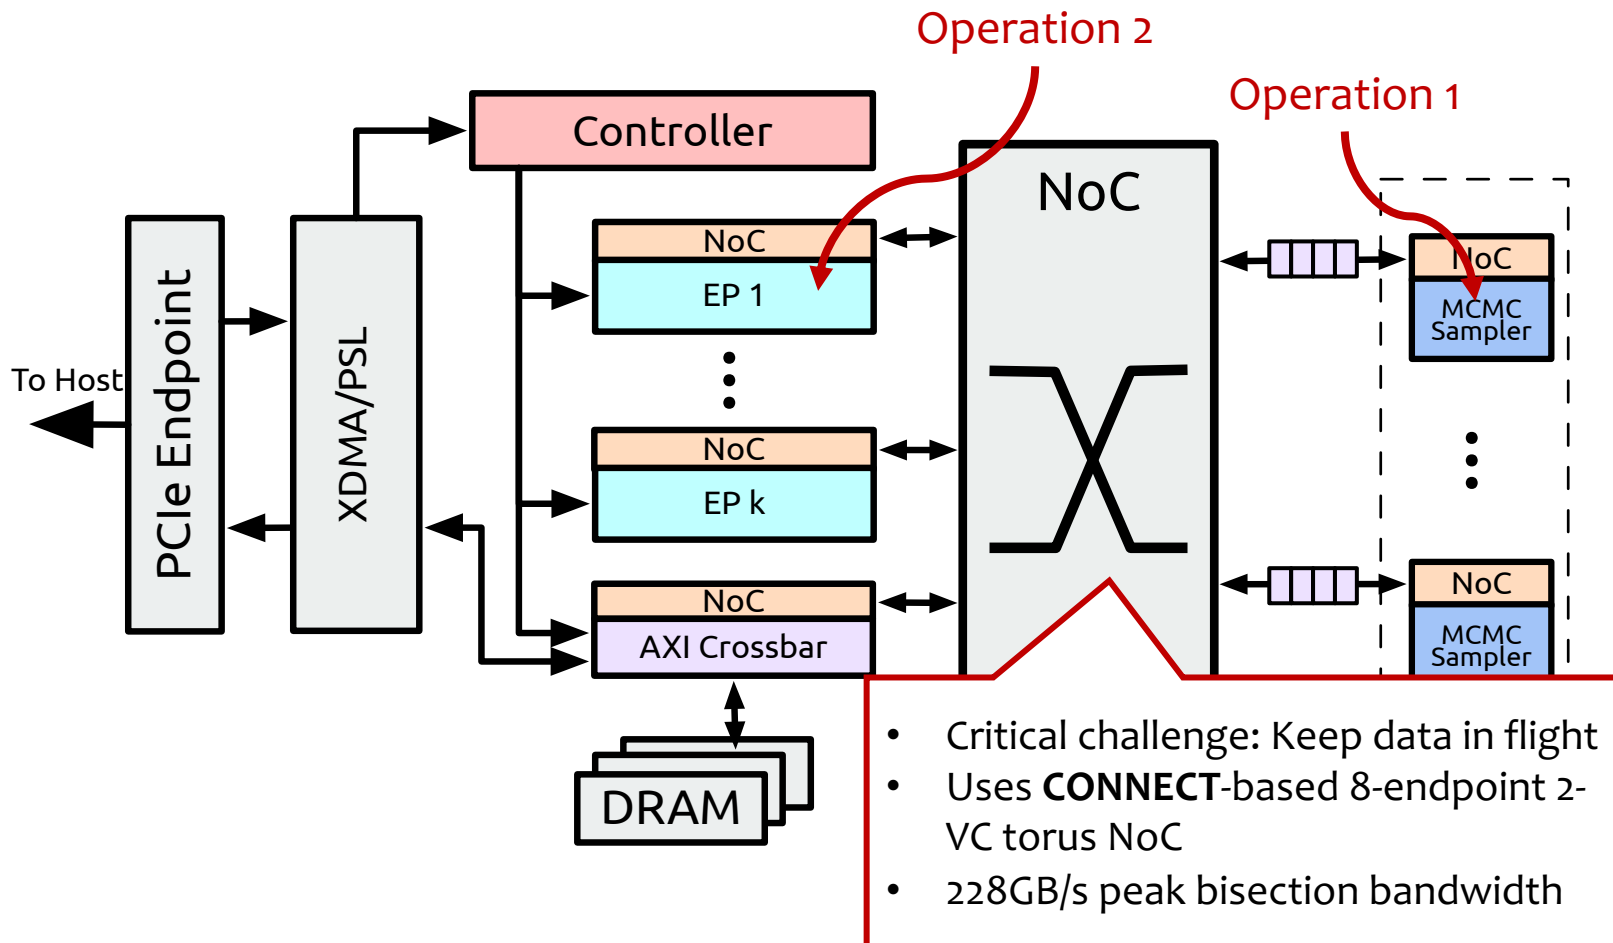 Operation 2
Operation 1
Controller
NoC
NoC
EP 1
NoC
MCMC
Sampler
To Host
PCIe Endpoint
XDMA/PSL
NoC
EP k
NoC
AXI Crossbar
NoC
MCMC
Sampler
DRAM
• Critical challenge: Keep data in flight
• Uses CONNECT-based 8-endpoint 2-
VC torus NoC
• 228GB/s peak bisection bandwidth